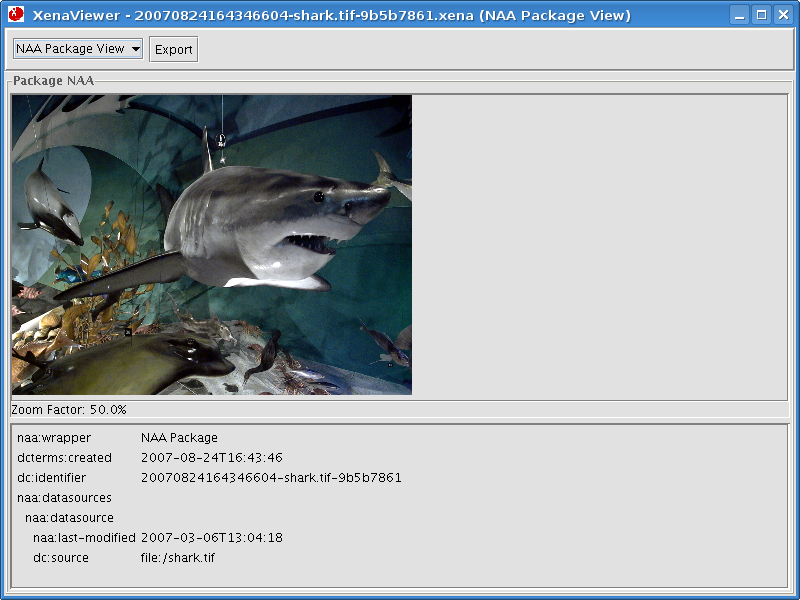 XenaViewer - 20070824164346604-shark.tif-9b5b7861.xena (NAA Package View)
NAA Package View Export
Package NAA
Zoom Factor: 50.0%
naa:wrapper NAA Package
dcterms:created 2007-08-24T16:43:46
dc:identifier 20070824164346604-shark.tif-9b5b7861
naa:datasources
naa:datasource
naa:last-modified 2007-03-06T13:04:18
dc:source file:/shark.tif